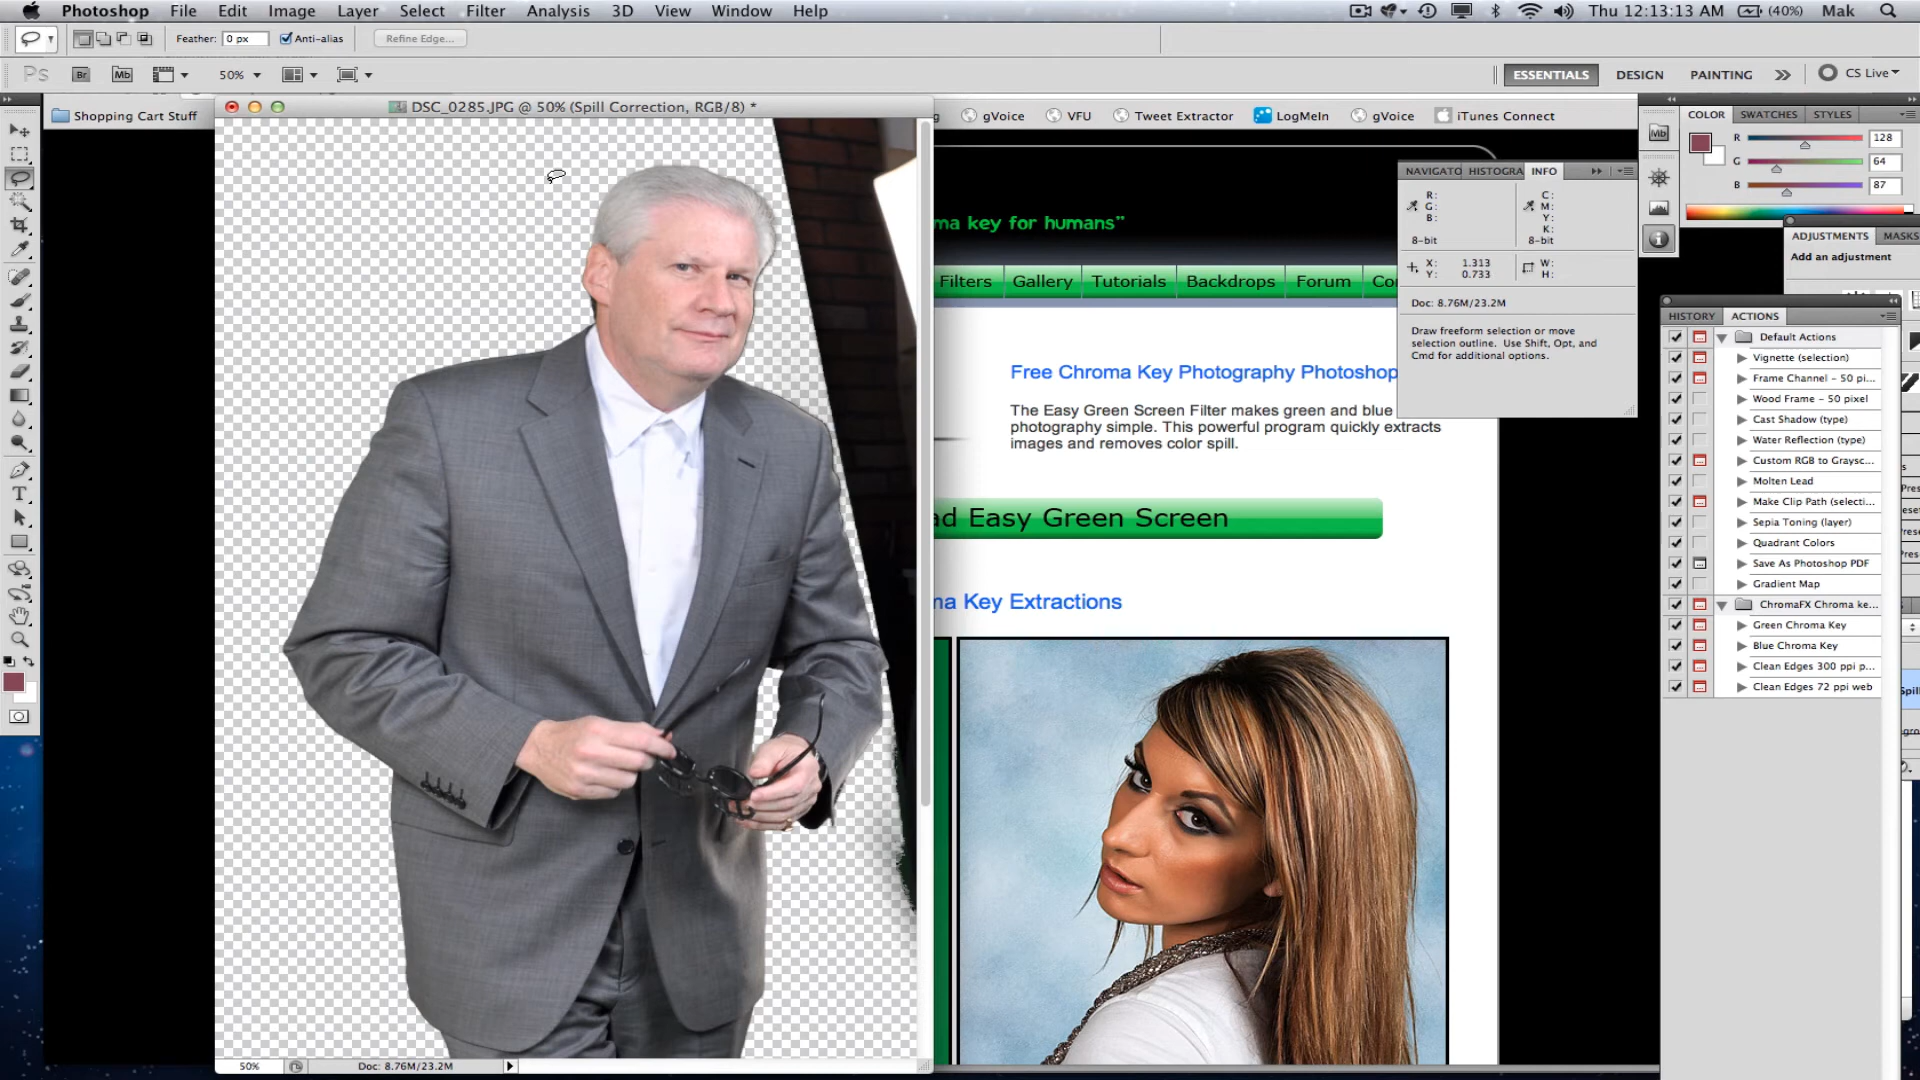 Photoshop File Edit Image Layer Select Filter Analysis 3D View Window Help
Thu 12:13:13 AM (40%) Mak
Feather: 0 px Anti-alias Refine Edge...
Ps Br Mb 50% ESSENTIALS DESIGN PAINTING CS Live
Shopping Cart Stuff
DSC_0285.JPG @ 50% (Spill Correction, RGB/8) *
gVoice VFU Tweet Extractor LogMeIn gVoice iTunes Connect
ma key for humans"
Filters Gallery Tutorials Backdrops Forum Co
Free Chroma Key Photography Photoshop
The Easy Green Screen Filter makes green and blue
photography simple. This powerful program quickly extracts
images and removes color spill.
ad Easy Green Screen
ma Key Extractions
50% Doc: 8.76M/23.2M
NAVIGATO HISTOGRA INFO
R: C:
G: M:
B: Y:
K:
8-bit 8-bit
X: 1.313 W:
Y: 0.733 H:
Doc: 8.76M/23.2M
Draw freeform selection or move
selection outline. Use Shift, Opt, and
Cmd for additional options.
Mb
COLOR SWATCHES STYLES
R 128
G 64
B 87
ADJUSTMENTS MASKS
Add an adjustment
HISTORY ACTIONS
Default Actions
Vignette (selection)
Frame Channel - 50 pi...
Wood Frame - 50 pixel
Cast Shadow (type)
Water Reflection (type)
Custom RGB to Graysc...
Molten Lead
Make Clip Path (selecti...
Sepia Toning (layer)
Quadrant Colors
Save As Photoshop PDF
Gradient Map
ChromaFX Chroma ke...
Green Chroma Key
Blue Chroma Key
Clean Edges 300 ppi p...
Clean Edges 72 ppi web